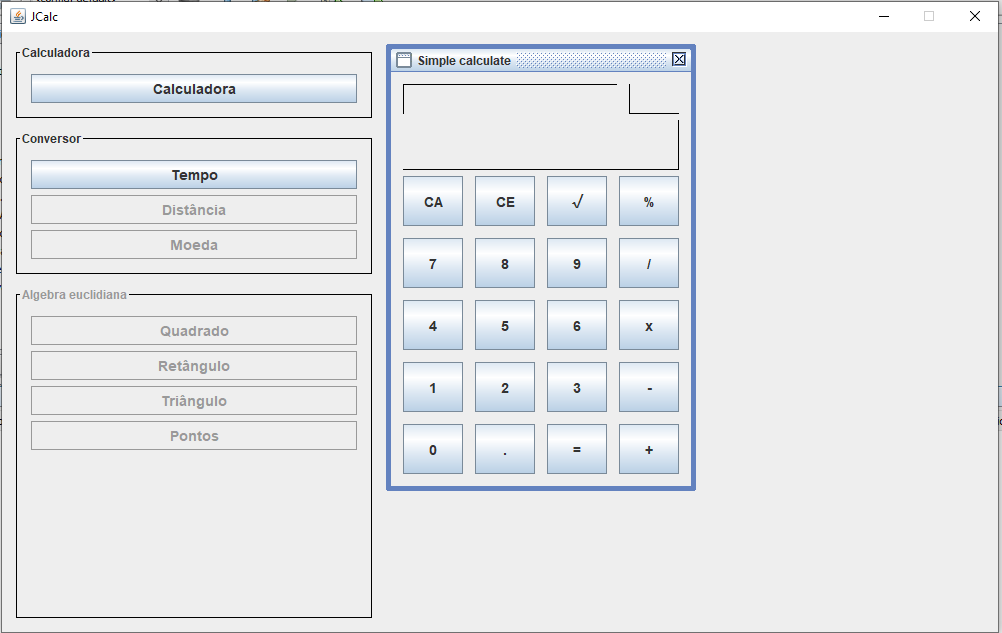 JCalc
Calculadora
Calculadora
Conversor
Tempo
Distância
Moeda
Algebra euclidiana
Quadrado
Retângulo
Triângulo
Pontos
Simple calculate
CA CE √ %
7 8 9 /
4 5 6 x
1 2 3 -
0 . = +